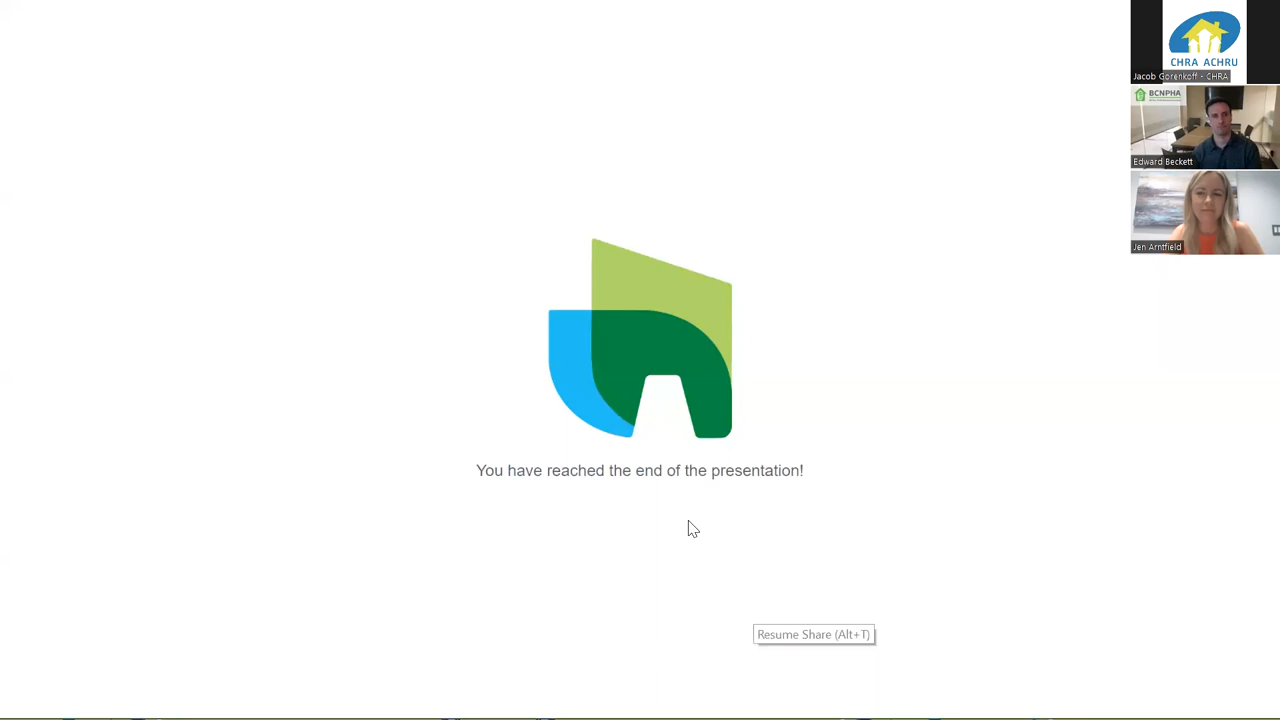 CHRA ACHRU
Jacob Gorenkoff - CHRA
BCNPHA
Edward Beckett
Jen Arntfield
You have reached the end of the presentation!
Resume Share (Alt+T)